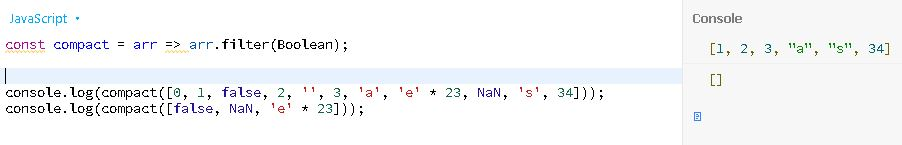 JavaScript
const compact = arr => arr.filter(Boolean);
console.log(compact([0, 1, false, 2, '', 3, 'a', 'e' * 23, NaN, 's', 34]));
console.log(compact([false, NaN, 'e' * 23]));
Console
[1, 2, 3, "a", "s", 34]
[]